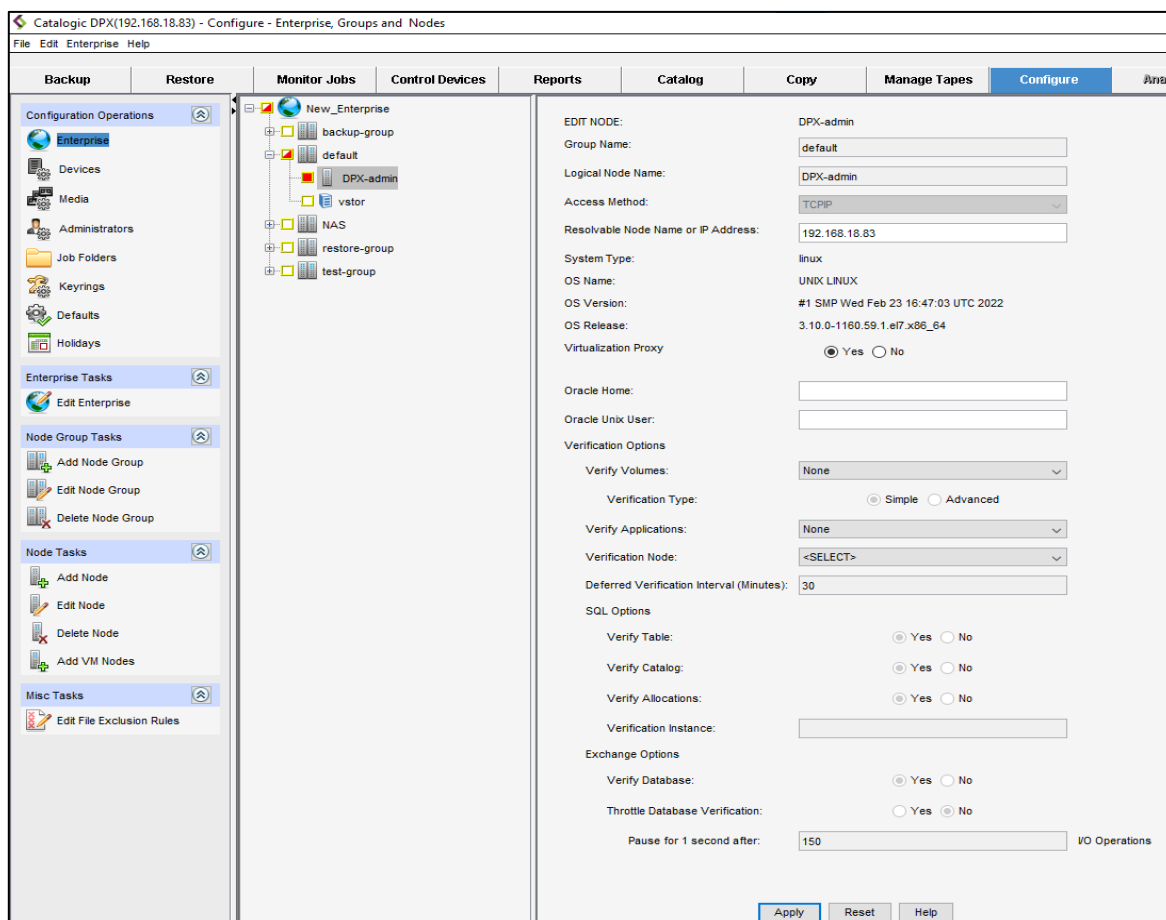 Catalogic DPX(192.168.18.83) - Configure - Enterprise, Groups and Nodes
File Edit Enterprise Help
Backup Restore Monitor Jobs Control Devices Reports Catalog Copy Manage Tapes Configure Ana
Configuration Operations
Enterprise
Devices
Media
Administrators
Job Folders
Keyrings
Defaults
Holidays
Enterprise Tasks
Edit Enterprise
Node Group Tasks
Add Node Group
Edit Node Group
Delete Node Group
Node Tasks
Add Node
Edit Node
Delete Node
Add VM Nodes
Misc Tasks
Edit File Exclusion Rules
New_Enterprise
backup-group
default
DPX-admin
vstor
NAS
restore-group
test-group
EDIT NODE: DPX-admin
Group Name: default
Logical Node Name: DPX-admin
Access Method: TCPIP
Resolvable Node Name or IP Address: 192.168.18.83
System Type: linux
OS Name: UNIX LINUX
OS Version: #1 SMP Wed Feb 23 16:47:03 UTC 2022
OS Release: 3.10.0-1160.59.1.el7.x86_64
Virtualization Proxy Yes No
Oracle Home:
Oracle Unix User:
Verification Options
Verify Volumes: None
Verification Type: Simple Advanced
Verify Applications: None
Verification Node: <SELECT>
Deferred Verification Interval (Minutes): 30
SQL Options
Verify Table: Yes No
Verify Catalog: Yes No
Verify Allocations: Yes No
Verification Instance:
Exchange Options
Verify Database: Yes No
Throttle Database Verification: Yes No
Pause for 1 second after: 150 I/O Operations
Apply Reset Help